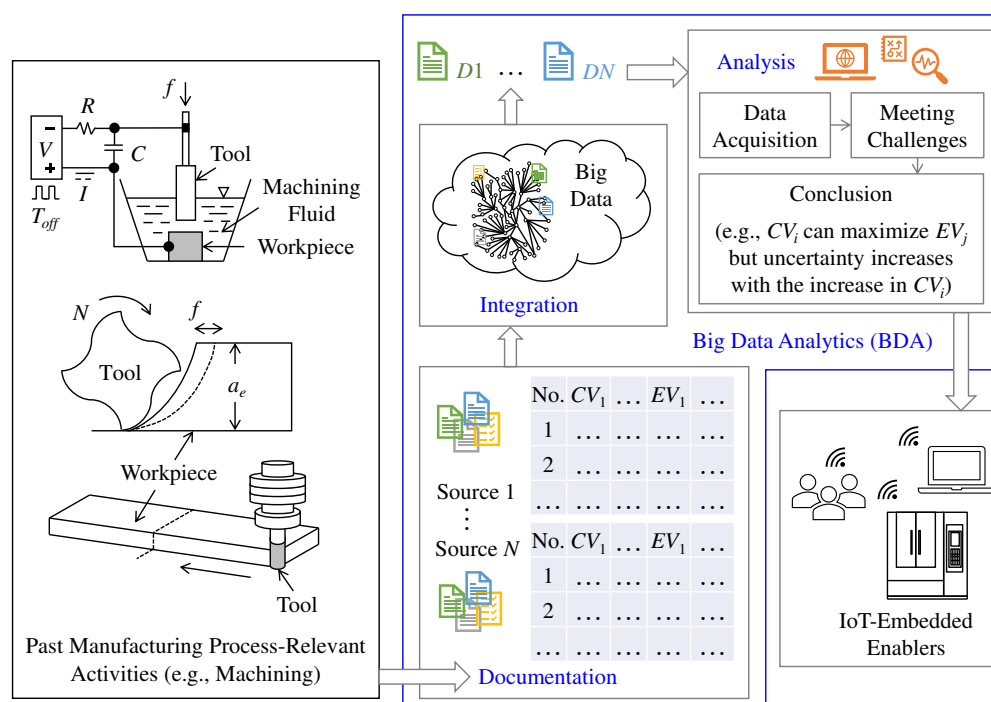 f
R
−
V
+
C
I
T_off
Tool
Machining
Fluid
Workpiece
N
f
Tool
a_e
Workpiece
Tool
Past Manufacturing Process-Relevant
Activities (e.g., Machining)
D1 … DN
Big
Data
Integration
No. CV_1 … EV_1 …
1 … … … …
2 … … … …
… … … … …
Source 1
Source N
No. CV_1 … EV_1 …
1 … … … …
2 … … … …
… … … … …
Documentation
Analysis
Data
Acquisition
Meeting
Challenges
Conclusion
(e.g., CV_i can maximize EV_j
but uncertainty increases
with the increase in CV_i)
Big Data Analytics (BDA)
IoT-Embedded
Enablers